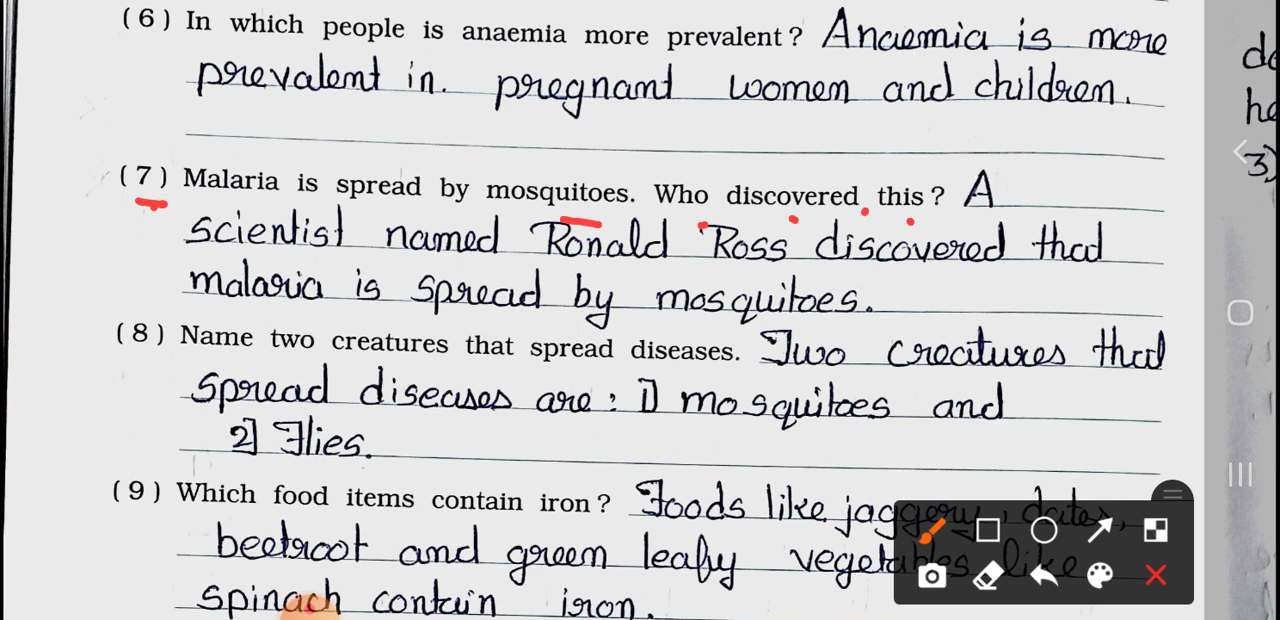 (6) In which people is anaemia more prevalent? Anaemia is more
prevalent in. pregnant women and children.
(7) Malaria is spread by mosquitoes. Who discovered this? A
scientist named Ronald Ross discovered that
malaria is spread by mosquitoes.
(8) Name two creatures that spread diseases. Two creatures that
spread diseases are: 1] mosquitoes and
2] Flies.
(9) Which food items contain iron? Foods like jaggery, dates,
beetroot and green leafy vegetables like
spinach contain iron.
3)